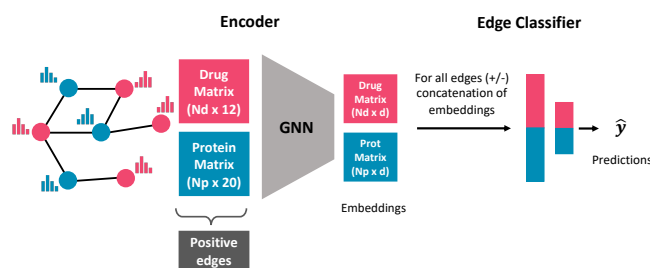 Encoder
Edge Classifier
Drug
Matrix
(Nd x 12)
Protein
Matrix
(Np x 20)
GNN
Drug
Matrix
(Nd x d)
Prot
Matrix
(Np x d)
Embeddings
For all edges (+/-)
concatenation of
embeddings
ŷ
Predictions
Positive
edges